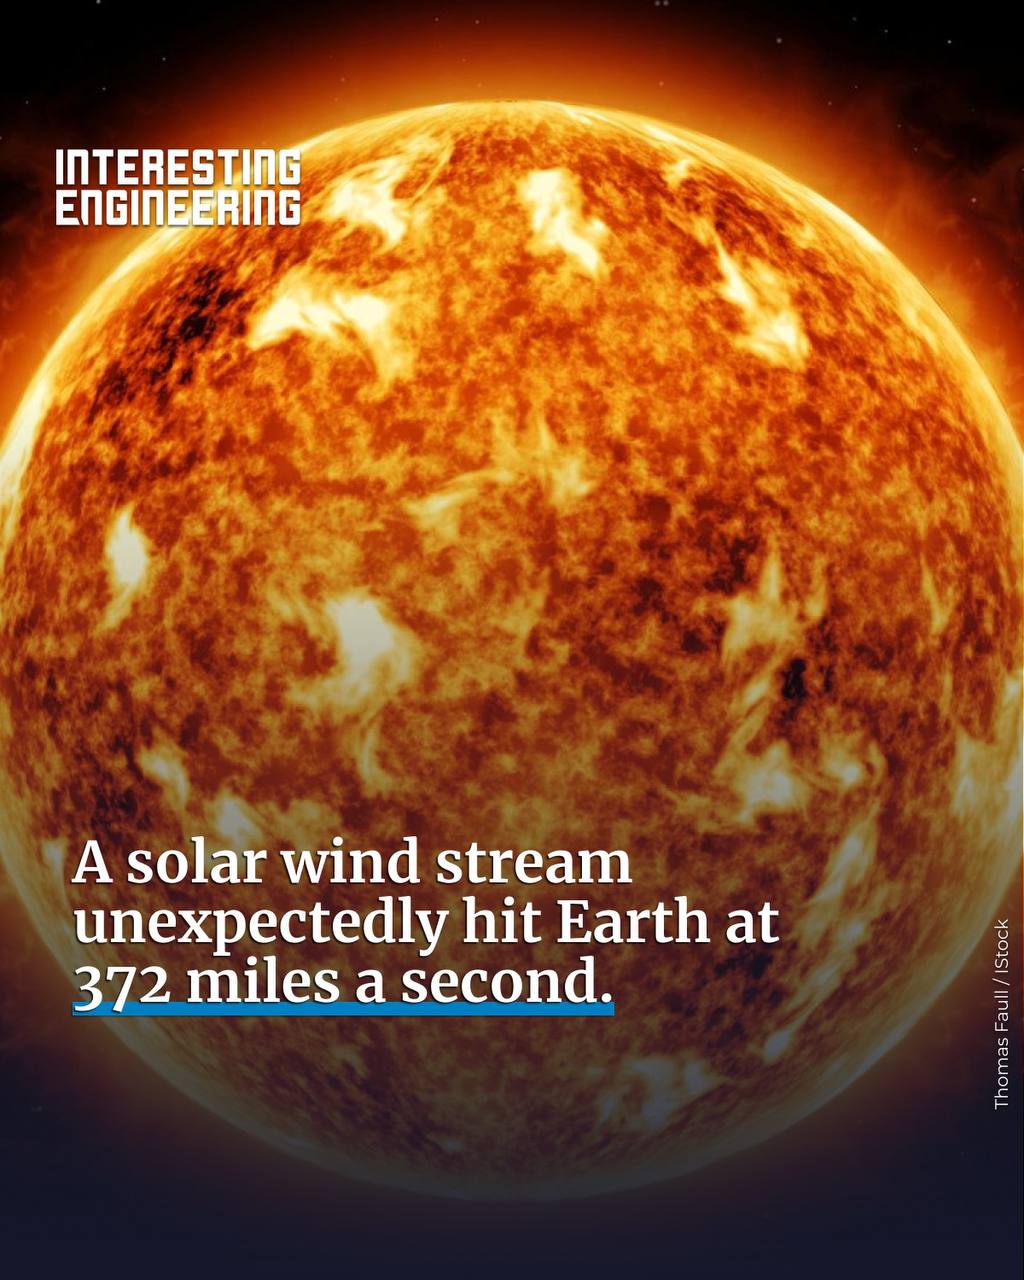 INTERESTING
ENGINEERING
A solar wind stream
unexpectedly hit Earth at
372 miles a second.
Thomas Faull / IStock